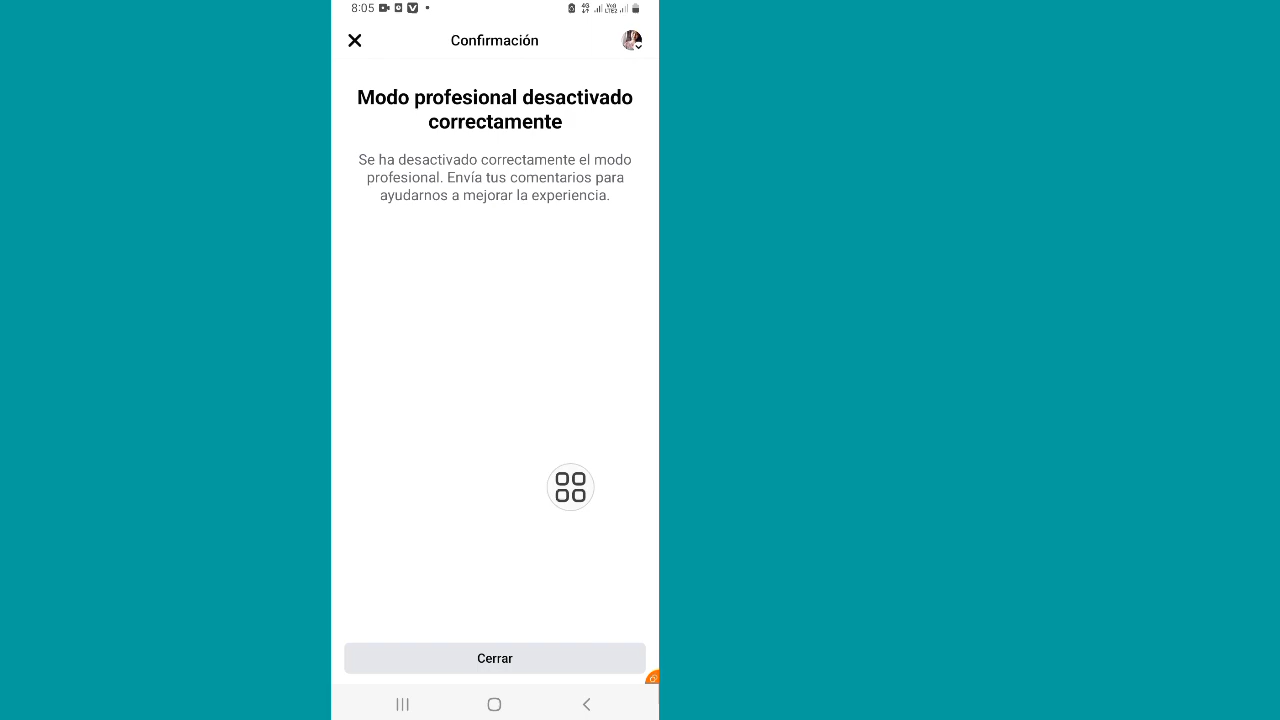 8:05
Confirmación
Modo profesional desactivado
correctamente
Se ha desactivado correctamente el modo
profesional. Envía tus comentarios para
ayudarnos a mejorar la experiencia.
Cerrar